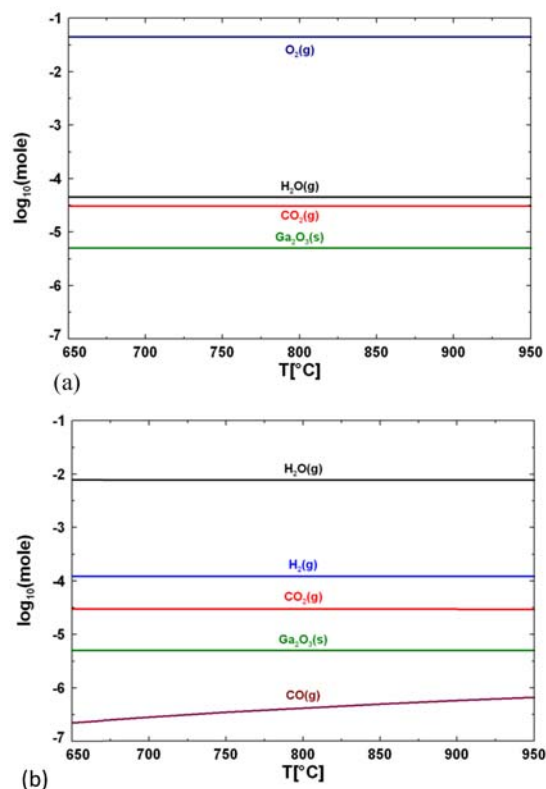 -1
O₂(g)
-2
-3
log₁₀(mole)
-4
H₂O(g)
CO₂(g)
-5
Ga₂O₃(s)
-6
-7
650 700 750 800 850 900 950
T[°C]
(a)
-1
H₂O(g)
-2
-3
log₁₀(mole)
H₂(g)
-4
CO₂(g)
-5
Ga₂O₃(s)
-6
CO(g)
-7
650 700 750 800 850 900 950
T[°C]
(b)